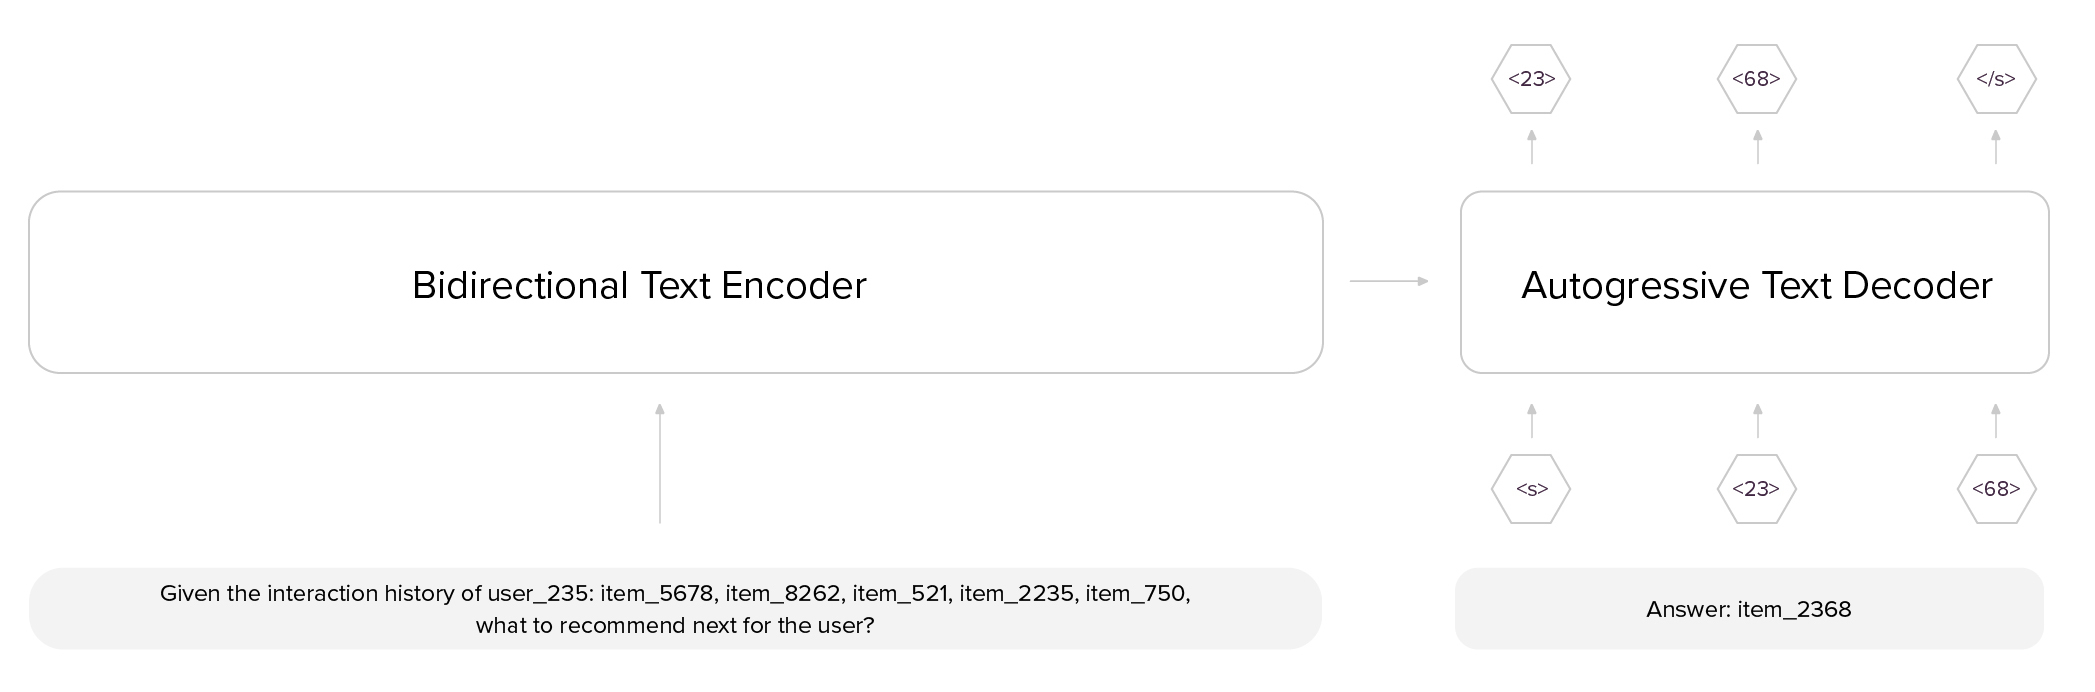 <23>
<68>
</s>
Bidirectional Text Encoder
Autogressive Text Decoder
<s>
<23>
<68>
Given the interaction history of user_235: item_5678, item_8262, item_521, item_2235, item_750,
what to recommend next for the user?
Answer: item_2368